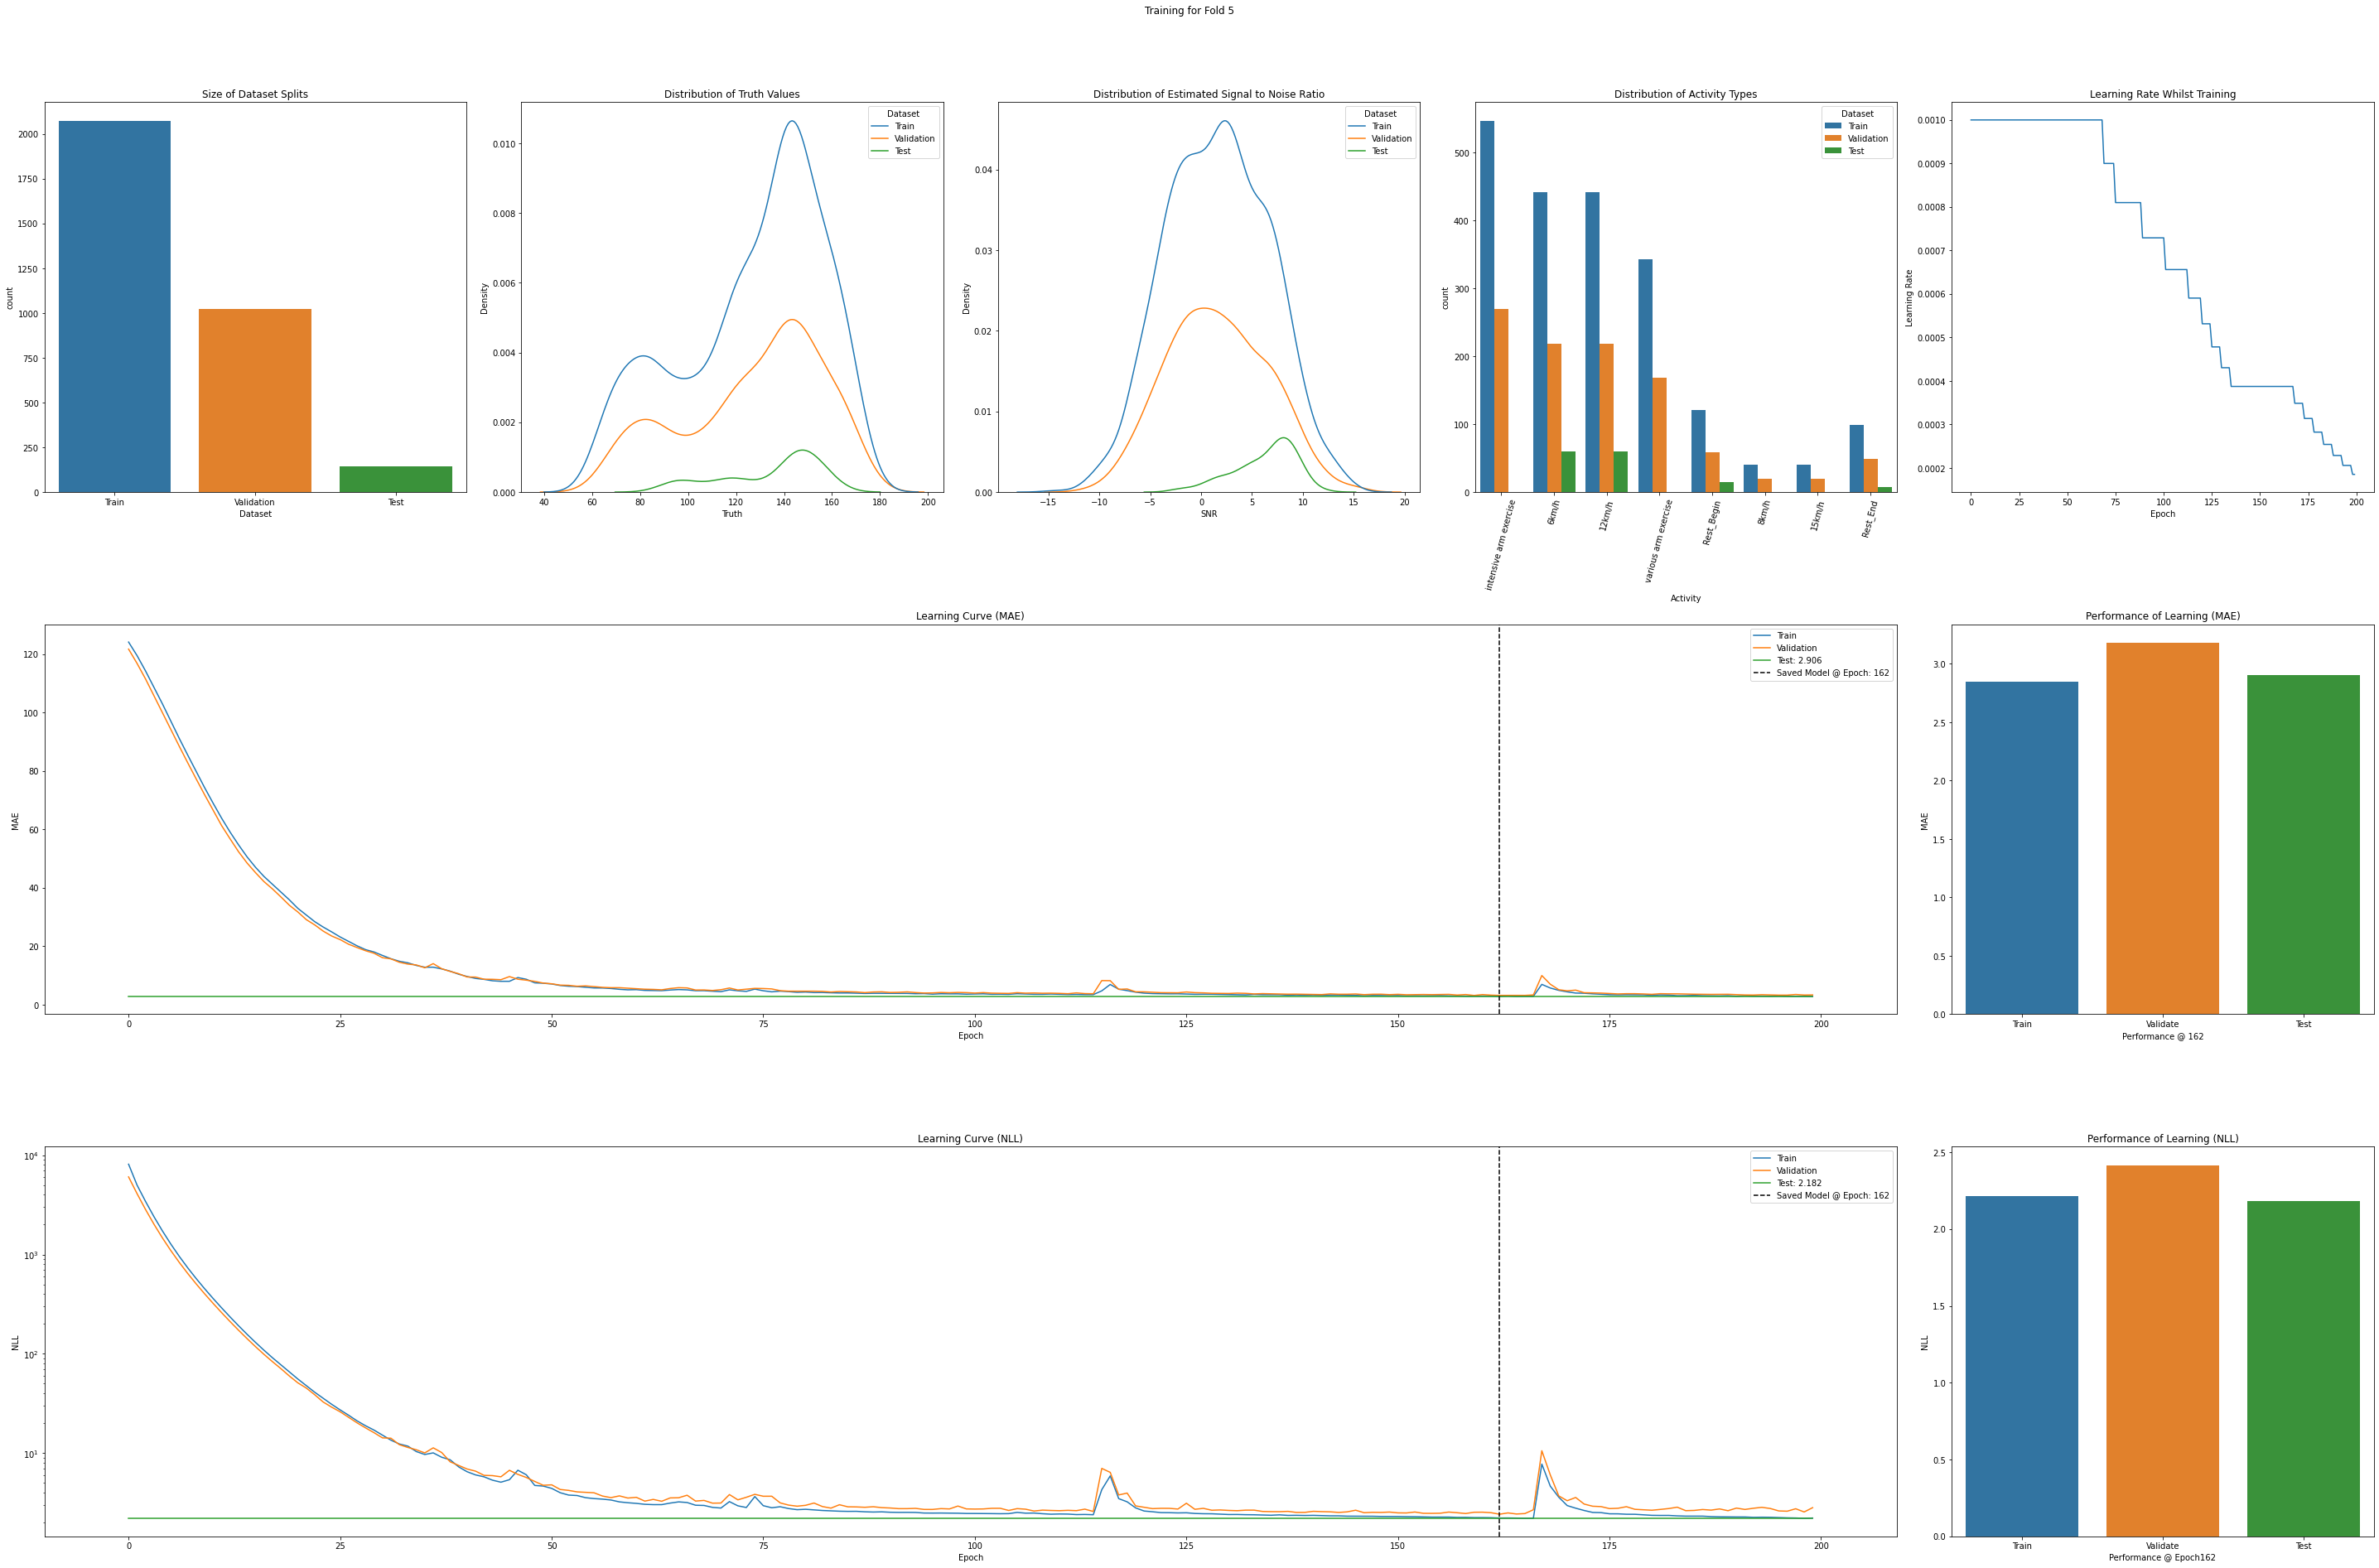 Training for Fold 5
Size of Dataset Splits
count
2000
1750
1500
1250
1000
750
500
250
0
Train Validation Test
Dataset
Distribution of Truth Values
Density
0.010
0.008
0.006
0.004
0.002
0.000
40 60 80 100 120 140 160 180 200
Truth
Dataset
Train
Validation
Test
Distribution of Estimated Signal to Noise Ratio
Density
0.04
0.03
0.02
0.01
0.00
−15 −10 −5 0 5 10 15 20
SNR
Dataset
Train
Validation
Test
Distribution of Activity Types
count
500
400
300
200
100
0
intensive arm exercise
6km/h
12km/h
various arm exercise
Rest_Begin
8km/h
15km/h
Rest_End
Activity
Dataset
Train
Validation
Test
Learning Rate Whilst Training
Learning Rate
0.0010
0.0009
0.0008
0.0007
0.0006
0.0005
0.0004
0.0003
0.0002
0 25 50 75 100 125 150 175 200
Epoch
Learning Curve (MAE)
MAE
120
100
80
60
40
20
0
0 25 50 75 100 125 150 175 200
Epoch
Train
Validation
Test: 2.906
Saved Model @ Epoch: 162
Performance of Learning (MAE)
MAE
3.0
2.5
2.0
1.5
1.0
0.5
0.0
Train Validate Test
Performance @ 162
Learning Curve (NLL)
NLL
10⁴
10³
10²
10¹
0 25 50 75 100 125 150 175 200
Epoch
Train
Validation
Test: 2.182
Saved Model @ Epoch: 162
Performance of Learning (NLL)
NLL
2.5
2.0
1.5
1.0
0.5
0.0
Train Validate Test
Performance @ Epoch162